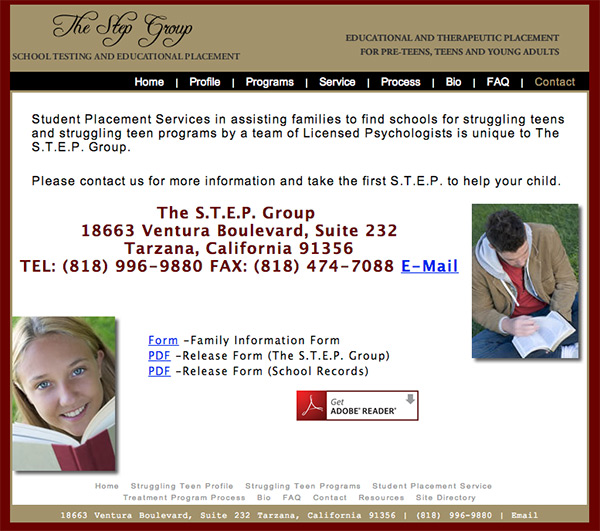 The Step Group
SCHOOL TESTING AND EDUCATIONAL PLACEMENT
EDUCATIONAL AND THERAPEUTIC PLACEMENT
FOR PRE-TEENS, TEENS AND YOUNG ADULTS
Home | Profile | Programs | Service | Process | Bio | FAQ | Contact
Student Placement Services in assisting families to find schools for struggling teens
and struggling teen programs by a team of Licensed Psychologists is unique to The
S.T.E.P. Group.
Please contact us for more information and take the first S.T.E.P. to help your child.
The S.T.E.P. Group
18663 Ventura Boulevard, Suite 232
Tarzana, California 91356
TEL: (818) 996-9880 FAX: (818) 474-7088 E-Mail
Form -Family Information Form
PDF -Release Form (The S.T.E.P. Group)
PDF -Release Form (School Records)
Get
ADOBE® READER®
Home Struggling Teen Profile Struggling Teen Programs Student Placement Service
Treatment Program Process Bio FAQ Contact Resources Site Directory
18663 Ventura Boulevard, Suite 232 Tarzana, California 91356 | (818) 996-9880 | Email